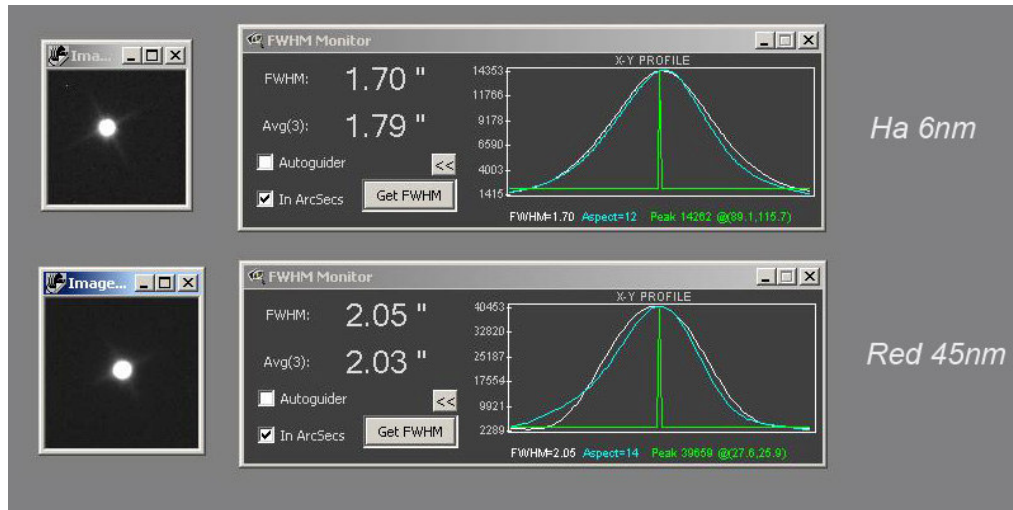 Ima...
FWHM Monitor
FWHM: 1.70 "
Avg(3): 1.79 "
Autoguider
<<
In ArcSecs
Get FWHM
X-Y PROFILE
14353
11766
9178
6590
4003
1415
FWHM=1.70 Aspect=12 Peak 14262 @(89.1,115.7)
Ha 6nm
Image...
FWHM Monitor
FWHM: 2.05 "
Avg(3): 2.03 "
Autoguider
<<
In ArcSecs
Get FWHM
X-Y PROFILE
40453
32820
25187
17554
9921
2289
FWHM=2.05 Aspect=14 Peak 39659 @(27.6,25.9)
Red 45nm